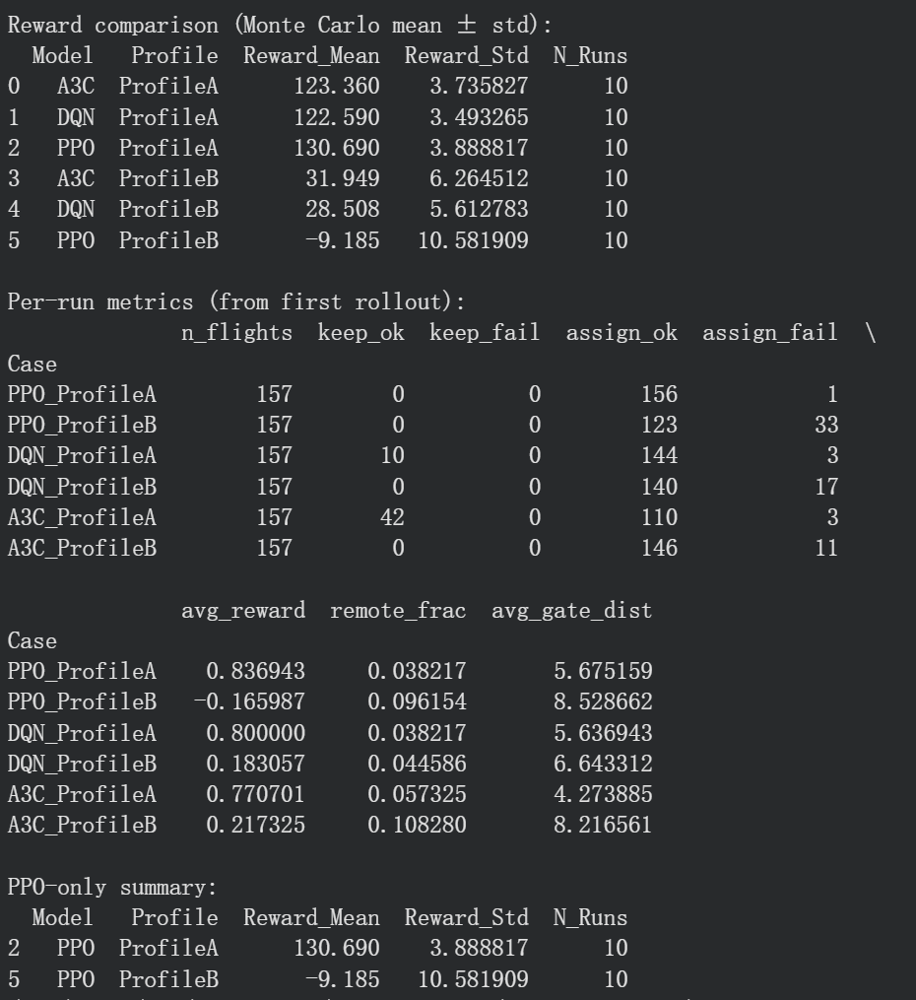 Reward comparison (Monte Carlo mean ± std):
  Model   Profile  Reward_Mean  Reward_Std  N_Runs
0   A3C  ProfileA      123.360    3.735827      10
1   DQN  ProfileA      122.590    3.493265      10
2   PPO  ProfileA      130.690    3.888817      10
3   A3C  ProfileB       31.949    6.264512      10
4   DQN  ProfileB       28.508    5.612783      10
5   PPO  ProfileB       -9.185   10.581909      10
Per-run metrics (from first rollout):
              n_flights  keep_ok  keep_fail  assign_ok  assign_fail  \
Case
PPO_ProfileA        157        0          0        156            1
PPO_ProfileB        157        0          0        123           33
DQN_ProfileA        157       10          0        144            3
DQN_ProfileB        157        0          0        140           17
A3C_ProfileA        157       42          0        110            3
A3C_ProfileB        157        0          0        146           11
              avg_reward  remote_frac  avg_gate_dist
Case
PPO_ProfileA    0.836943     0.038217       5.675159
PPO_ProfileB   -0.165987     0.096154       8.528662
DQN_ProfileA    0.800000     0.038217       5.636943
DQN_ProfileB    0.183057     0.044586       6.643312
A3C_ProfileA    0.770701     0.057325       4.273885
A3C_ProfileB    0.217325     0.108280       8.216561
PPO-only summary:
  Model   Profile  Reward_Mean  Reward_Std  N_Runs
2   PPO  ProfileA      130.690    3.888817      10
5   PPO  ProfileB       -9.185   10.581909      10